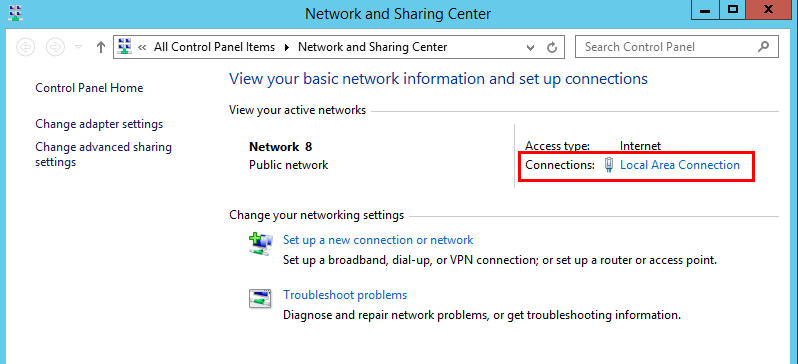 Network and Sharing Center
« All Control Panel Items Network and Sharing Center
Search Control Panel
Control Panel Home
Change adapter settings
Change advanced sharing
settings
View your basic network information and set up connections
View your active networks
Network 8
Public network
Access type: Internet
Connections: Local Area Connection
Change your networking settings
Set up a new connection or network
Set up a broadband, dial-up, or VPN connection; or set up a router or access point.
Troubleshoot problems
Diagnose and repair network problems, or get troubleshooting information.